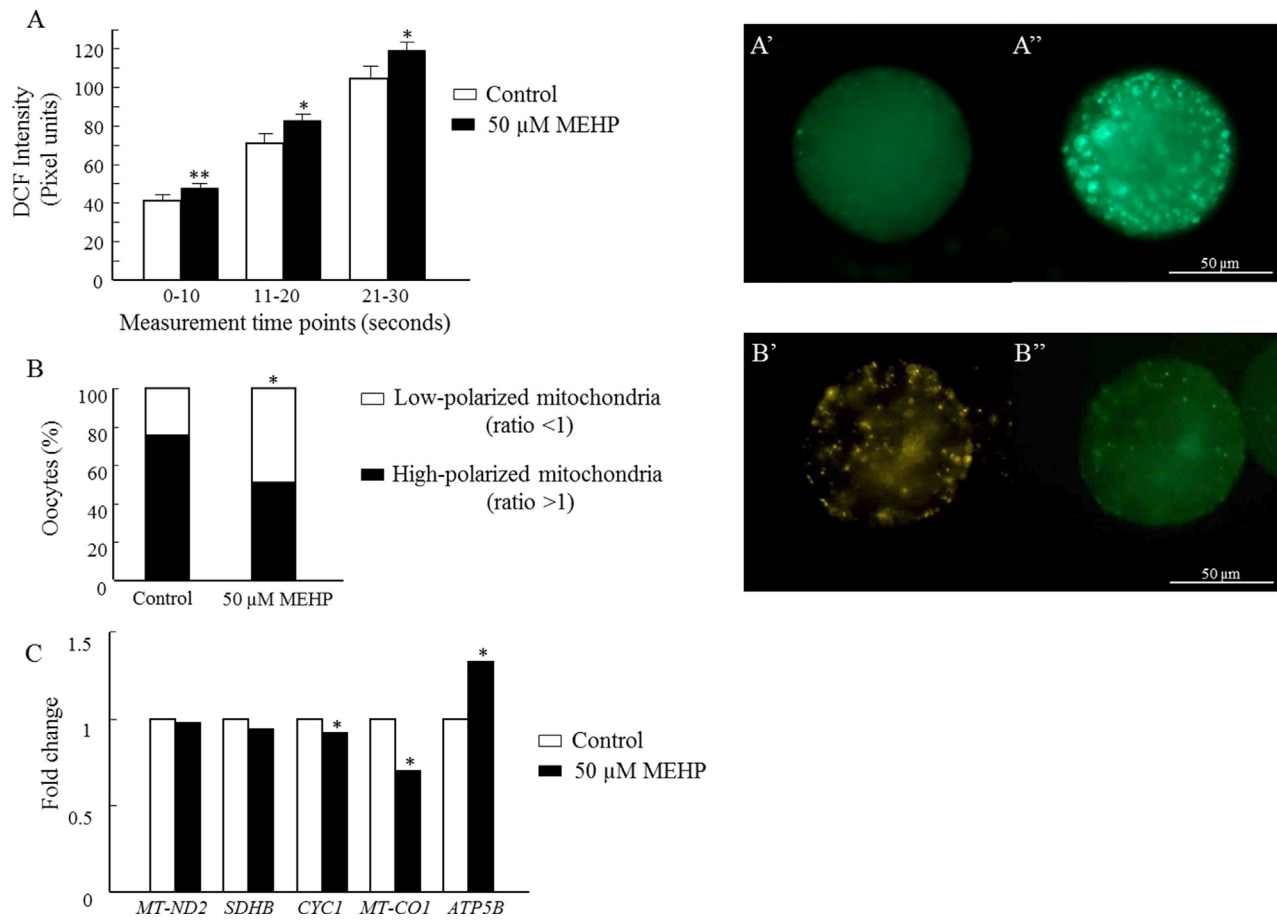 A
120
100
80
60
40
20
0
DCF Intensity
(Pixel units)
**
*
*
0-10
11-20
21-30
Measurement time points (seconds)
Control
50 µM MEHP
A’
A”
50 µm
B
100
80
60
40
20
0
Oocytes (%)
*
Control
50 µM MEHP
Low-polarized mitochondria
(ratio <1)
High-polarized mitochondria
(ratio >1)
B’
B”
50 µm
C
1.5
1
0.5
0
Fold change
*
*
*
MT-ND2
SDHB
CYC1
MT-CO1
ATP5B
Control
50 µM MEHP